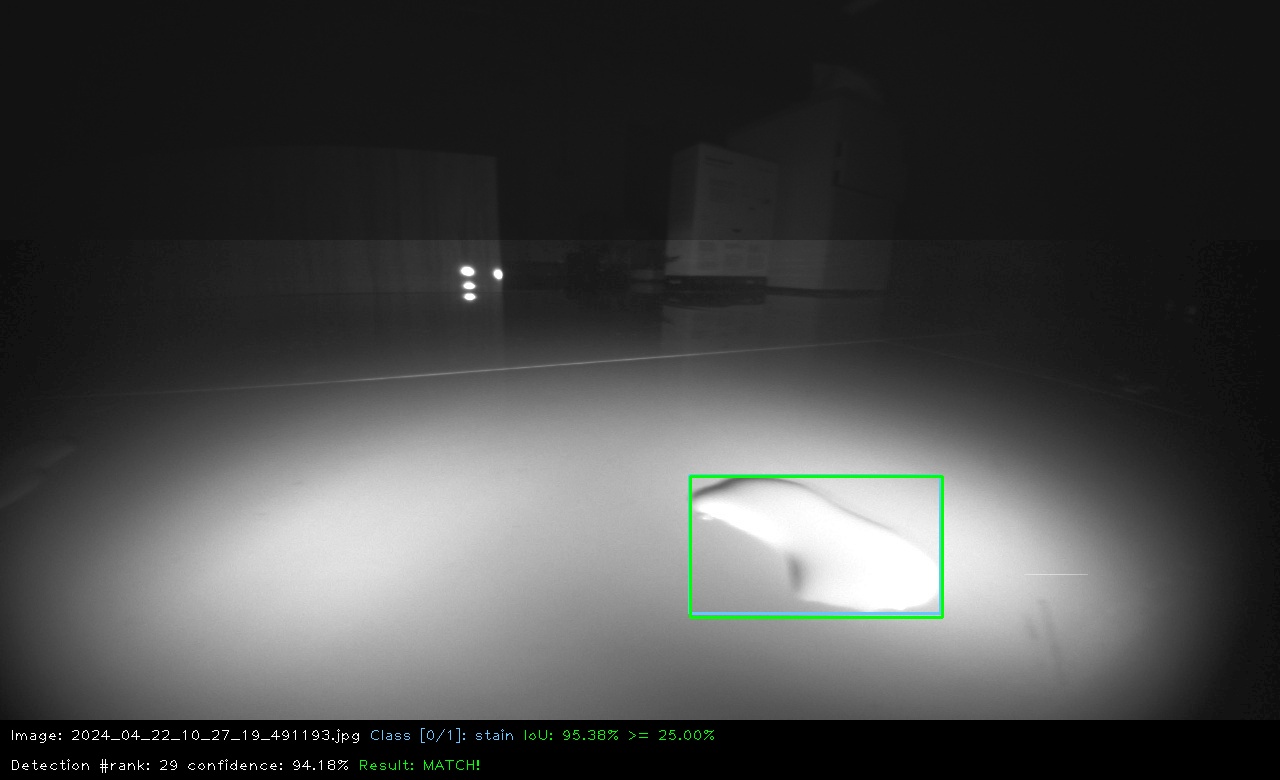 Image: 2024_04_22_10_27_19_491193.jpg Class [0/1]: stain IoU: 95.38% >= 25.00%
Detection #rank: 29 confidence: 94.18% Result: MATCH!